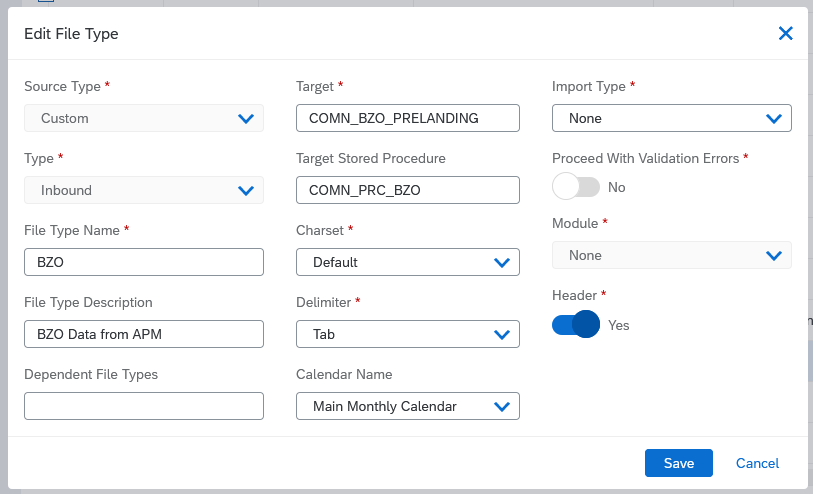 Edit File Type
Source Type *
Custom
Type *
Inbound
File Type Name *
BZO
File Type Description
BZO Data from APM
Dependent File Types
Target *
COMN_BZO_PRELANDING
Target Stored Procedure
COMN_PRC_BZO
Charset *
Default
Delimiter *
Tab
Calendar Name
Main Monthly Calendar
Import Type *
None
Proceed With Validation Errors *
No
Module *
None
Header *
Yes
Save
Cancel